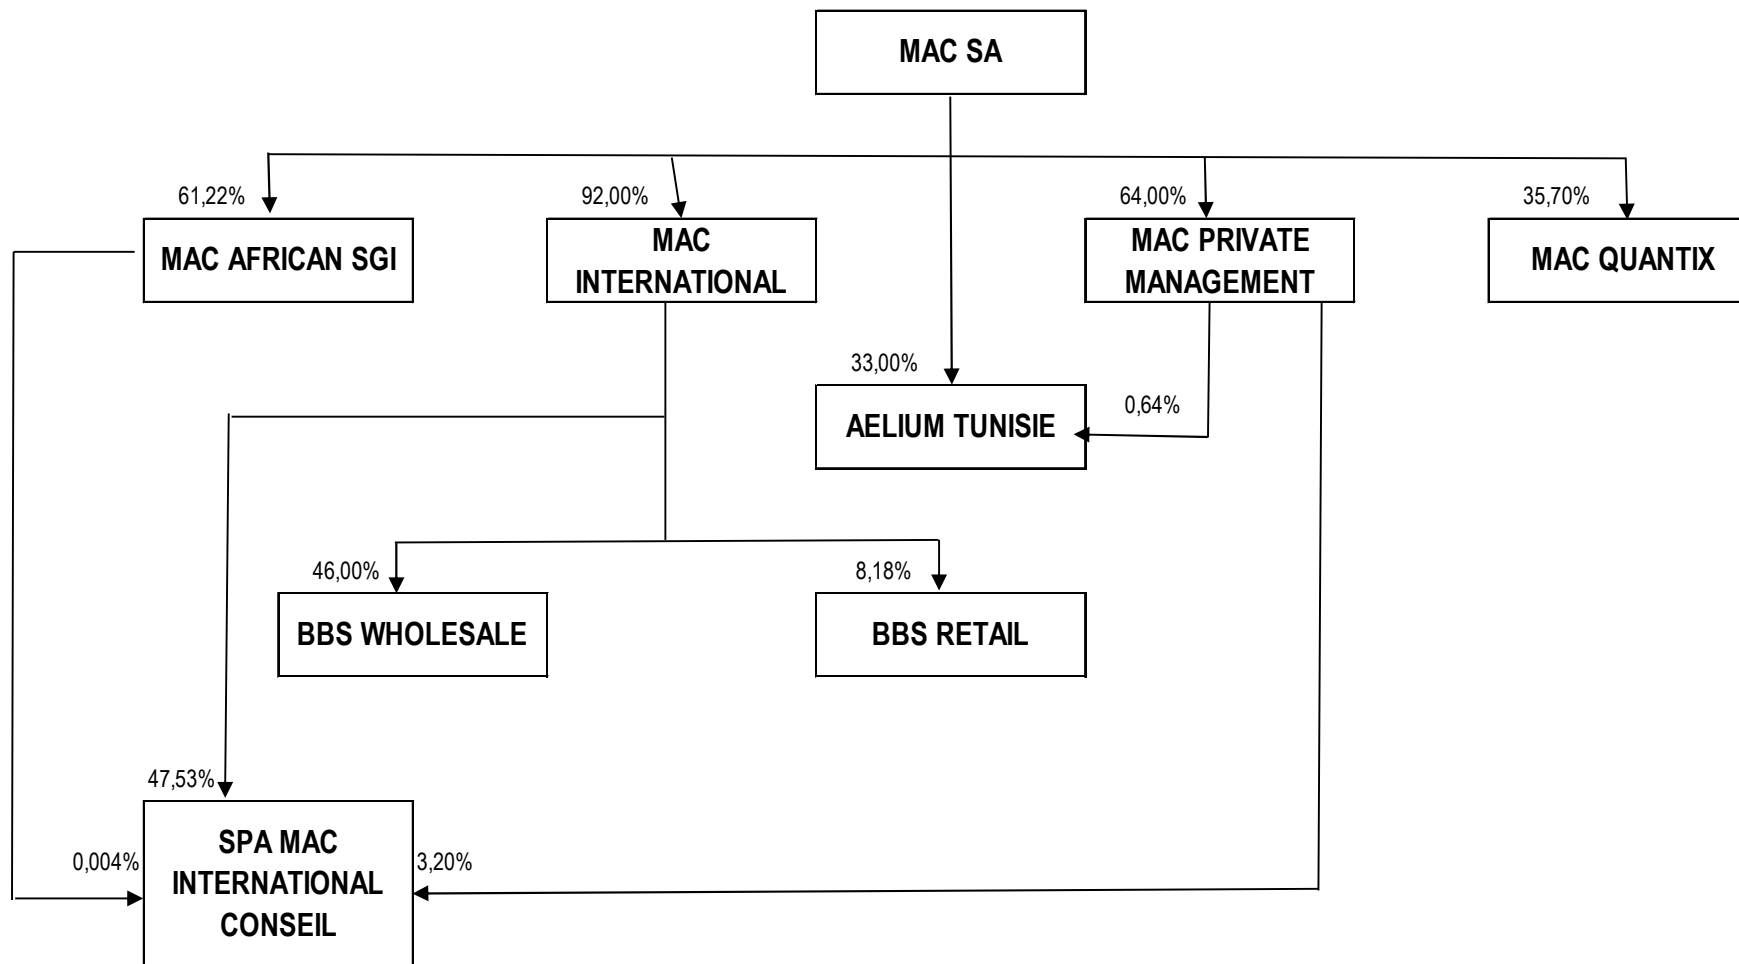 MAC SA
61,22%
92,00%
64,00%
35,70%
MAC AFRICAN SGI
MAC
INTERNATIONAL
MAC PRIVATE
MANAGEMENT
MAC QUANTIX
33,00%
AELIUM TUNISIE
0,64%
46,00%
8,18%
BBS WHOLESALE
BBS RETAIL
47,53%
0,004%
SPA MAC
INTERNATIONAL
CONSEIL
3,20%